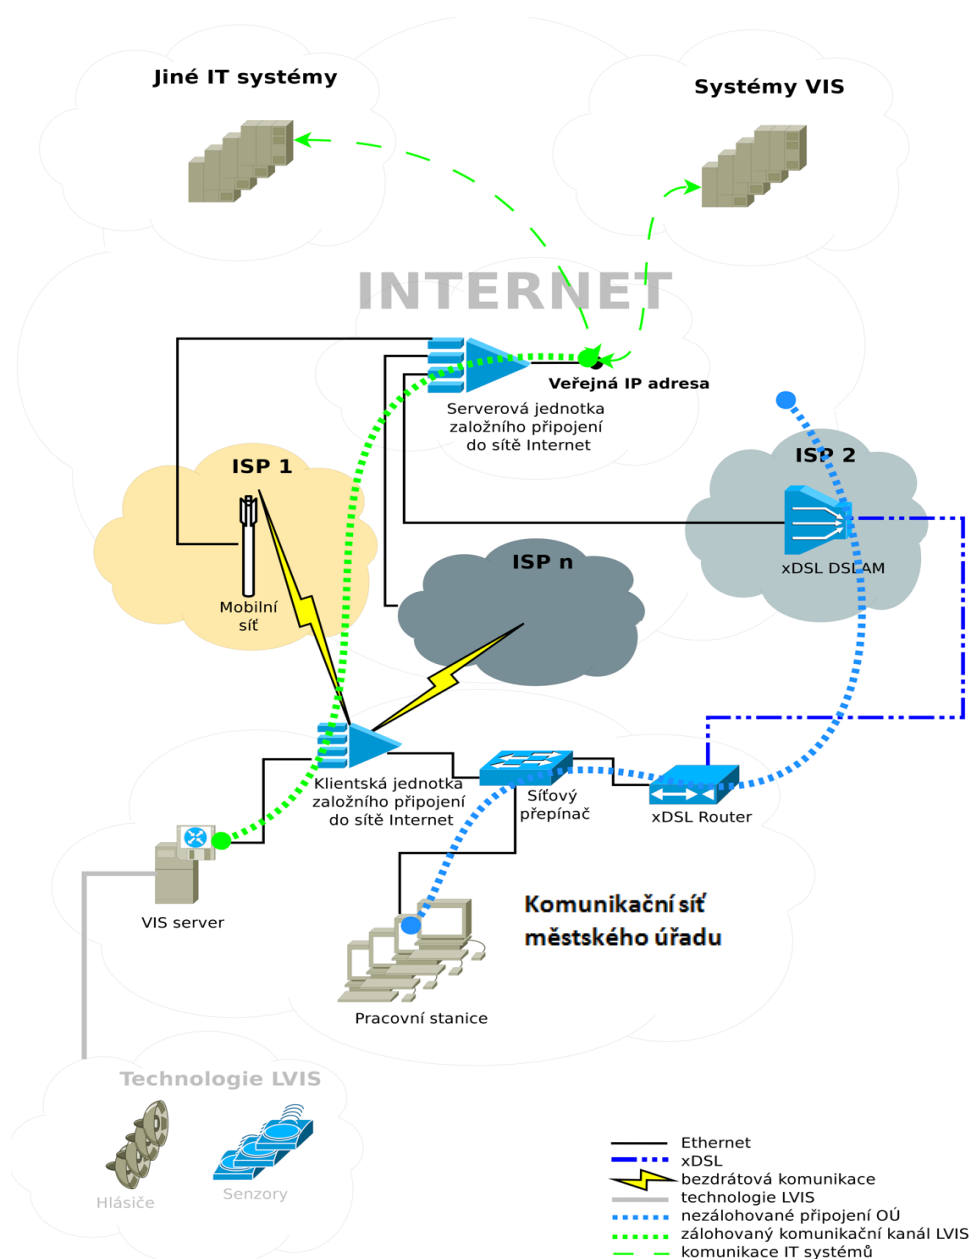 Jiné IT systémy
Systémy VIS
INTERNET
Veřejná IP adresa
Serverová jednotka
založního připojení
do sítě Internet
ISP 1
ISP 2
ISP n
xDSL DSLAM
Mobilní
síť
Klientská jednotka
založního připojení
do sítě Internet
Síťový
přepínač
xDSL Router
VIS server
Komunikační síť
městského úřadu
Pracovní stanice
Technologie LVIS
Hlásiče
Senzory
Ethernet
xDSL
bezdrátová komunikace
technologie LVIS
nezálohované připojení OÚ
zálohovaný komunikační kanál LVIS
komunikace IT systémů